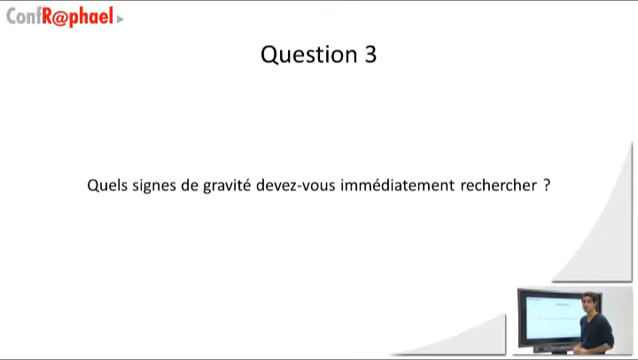 ConfR@phael
Question 3
Quels signes de gravité devez-vous immédiatement rechercher ?